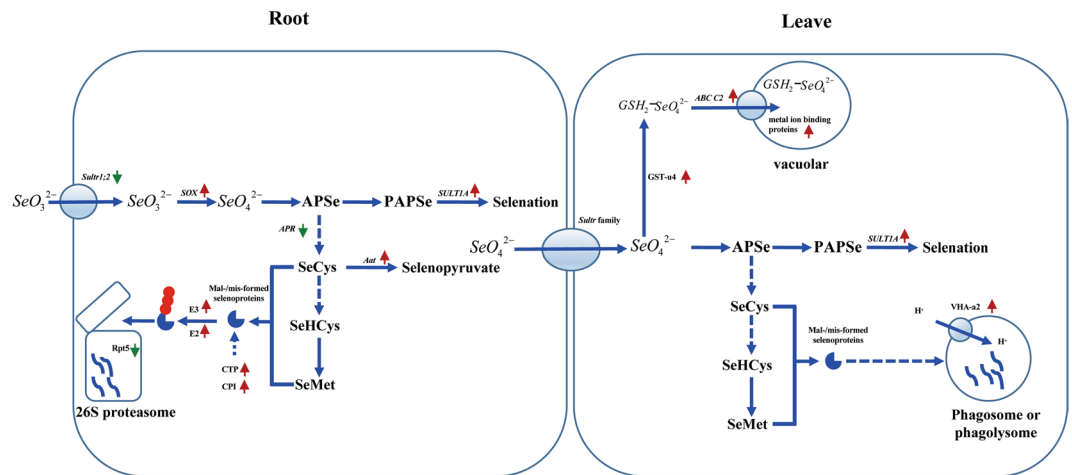 Root
Leave
Sultr1;2
SeO₃²⁻
SeO₃²⁻
SOX
SeO₄²⁻
APSe
PAPSe
SULT1A
Selenation
APR
SeCys
Aat
Selenopyruvate
Mal-/mis-formed
selenoproteins
SeHCys
E3
E2
CTP
CPI
SeMet
Rpt5
26S proteasome
GSH₂−SeO₄²⁻
ABC C2
GSH₂−SeO₄²⁻
metal ion binding
proteins
vacuolar
GST-u4
Sultr family
SeO₄²⁻
SeO₄²⁻
APSe
PAPSe
SULT1A
Selenation
SeCys
Mal-/mis-formed
selenoproteins
SeHCys
SeMet
H⁺
VHA-a2
H⁺
Phagosome or
phagolysome